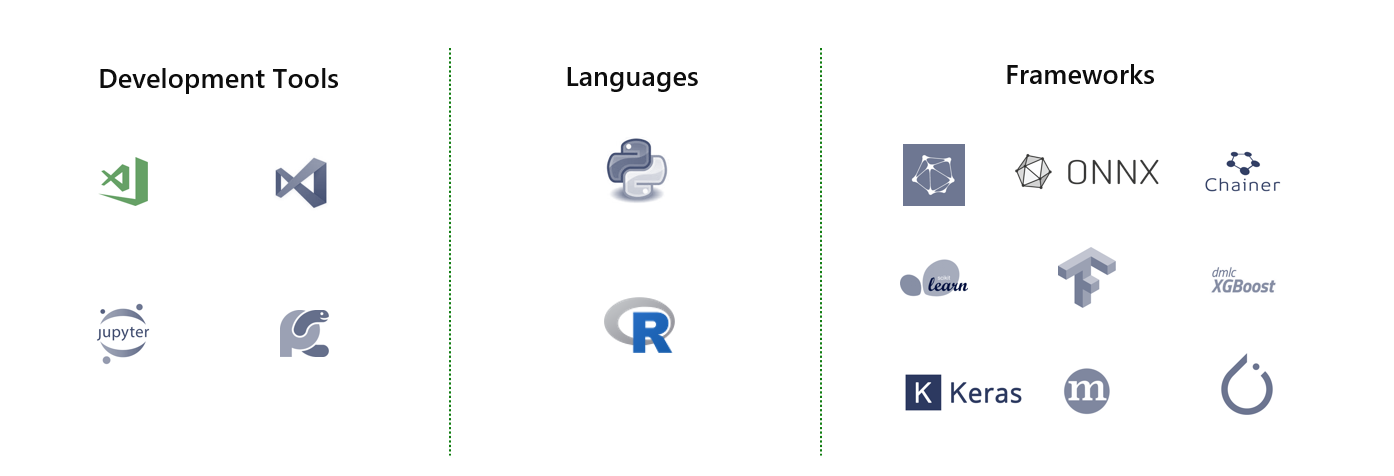 Development Tools
Languages
Frameworks
ONNX
Chainer
jupyter
R
learn
dmlc
XGBoost
K Keras
m